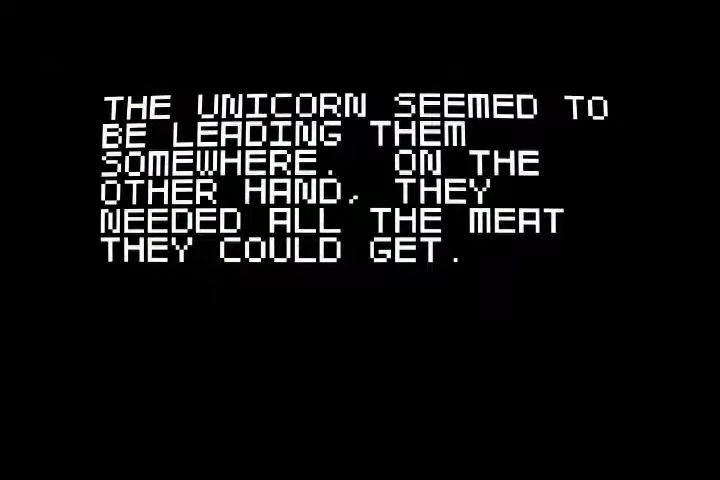 THE UNICORN SEEMED TO
BE LEADING THEM
SOMEWHERE.  ON THE
OTHER HAND, THEY
NEEDED ALL THE MEAT
THEY COULD GET.